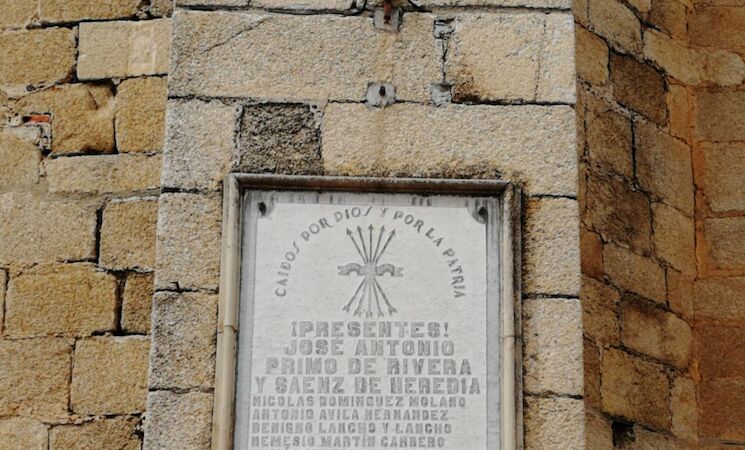 CAIDOS POR DIOS Y POR LA PATRIA
¡PRESENTES!
JOSE ANTONIO
PRIMO DE RIVERA
Y SAENZ DE HEREDIA
NICOLAS DOMINGUEZ MOLANO
ANTONIO AVILA HERNANDEZ
BENIGNO LANCHO Y LANCHO
NEMESIO MARTÍN CARRERO